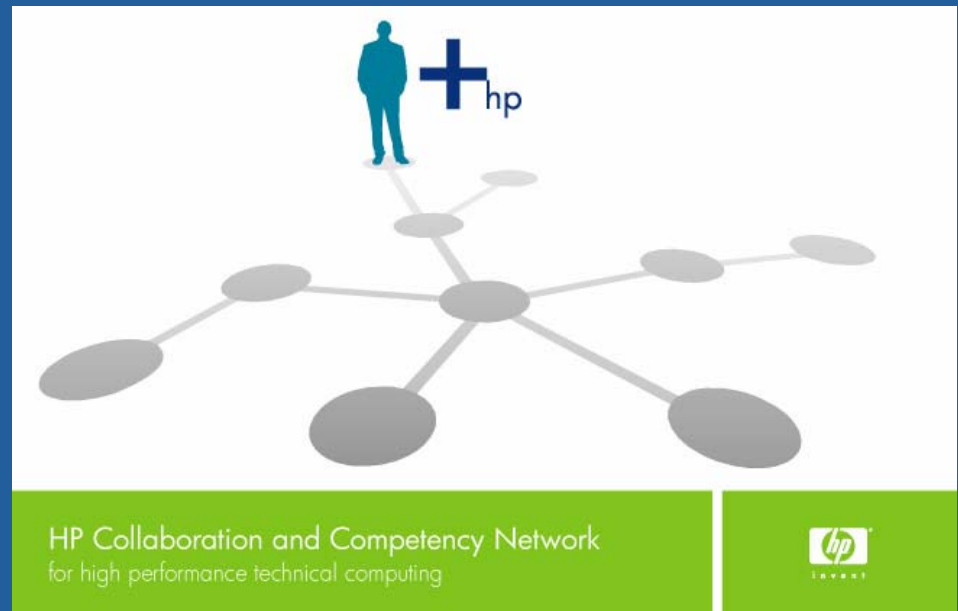 hp
HP Collaboration and Competency Network
for high performance technical computing
hp
invent